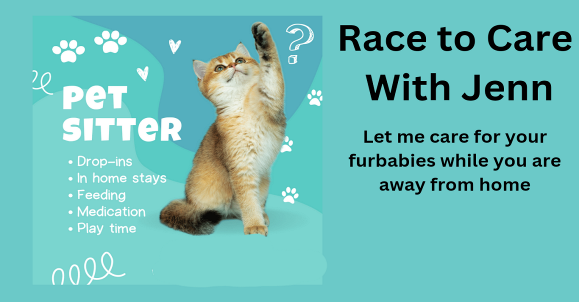 PET
SITTER
• Drop-ins
• In home stays
• Feeding
• Medication
• Play time
?
Race to Care
With Jenn
Let me care for your
furbabies while you are
away from home